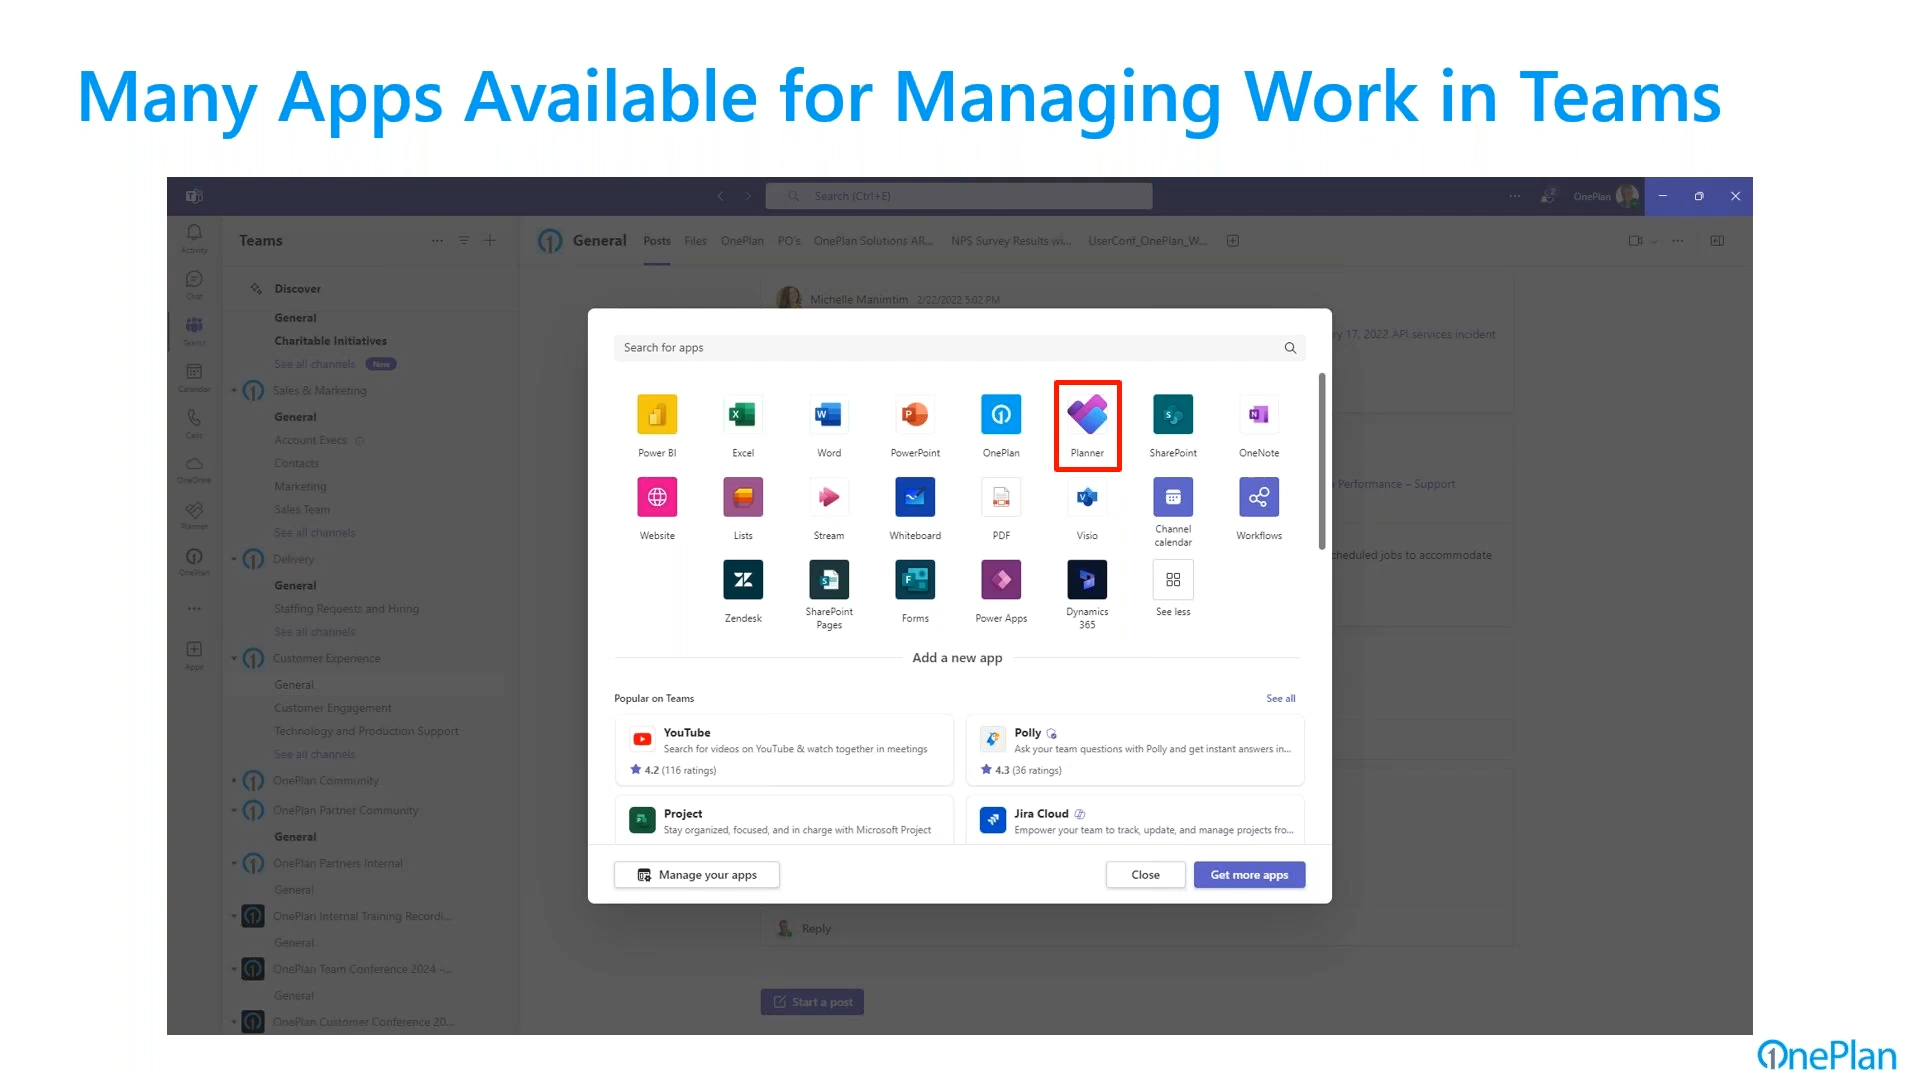 Many Apps Available for Managing Work in Teams
Search (Ctrl+E)
OnePlan
Activity
Chat
Teams
Calendar
Calls
OneDrive
Planner
OnePlan
Apps
Teams
Discover
General
Charitable Initiatives
See all channels New
Sales & Marketing
General
Account Execs
Contacts
Marketing
Sales Team
See all channels
Delivery
General
Staffing Requests and Hiring
See all channels
Customer Experience
General
Customer Engagement
Technology and Production Support
See all channels
OnePlan Community
OnePlan Partner Community
General
OnePlan Partners Internal
General
OnePlan Internal Training Recordi...
General
OnePlan Team Conference 2024 -...
General
OnePlan Customer Conference 20...
General Posts Files OnePlan PO's OnePlan Solutions AR... NPS Survey Results wi... UserConf_OnePlan_W...
Michelle Manimtim 2/22/2022 5:02 PM
ry 17, 2022 API services incident
Performance – Support
cheduled jobs to accommodate
Search for apps
Power BI Excel Word PowerPoint OnePlan Planner SharePoint OneNote
Website Lists Stream Whiteboard PDF Visio Channel calendar Workflows
Zendesk SharePoint Pages Forms Power Apps Dynamics 365 See less
Add a new app
Popular on Teams See all
YouTube
Search for videos on YouTube & watch together in meetings
4.2 (116 ratings)
Polly
Ask your team questions with Polly and get instant answers in...
4.3 (36 ratings)
Project
Stay organized, focused, and in charge with Microsoft Project
Jira Cloud
Empower your team to track, update, and manage projects fro...
Manage your apps Close Get more apps
Reply
Start a post
OnePlan